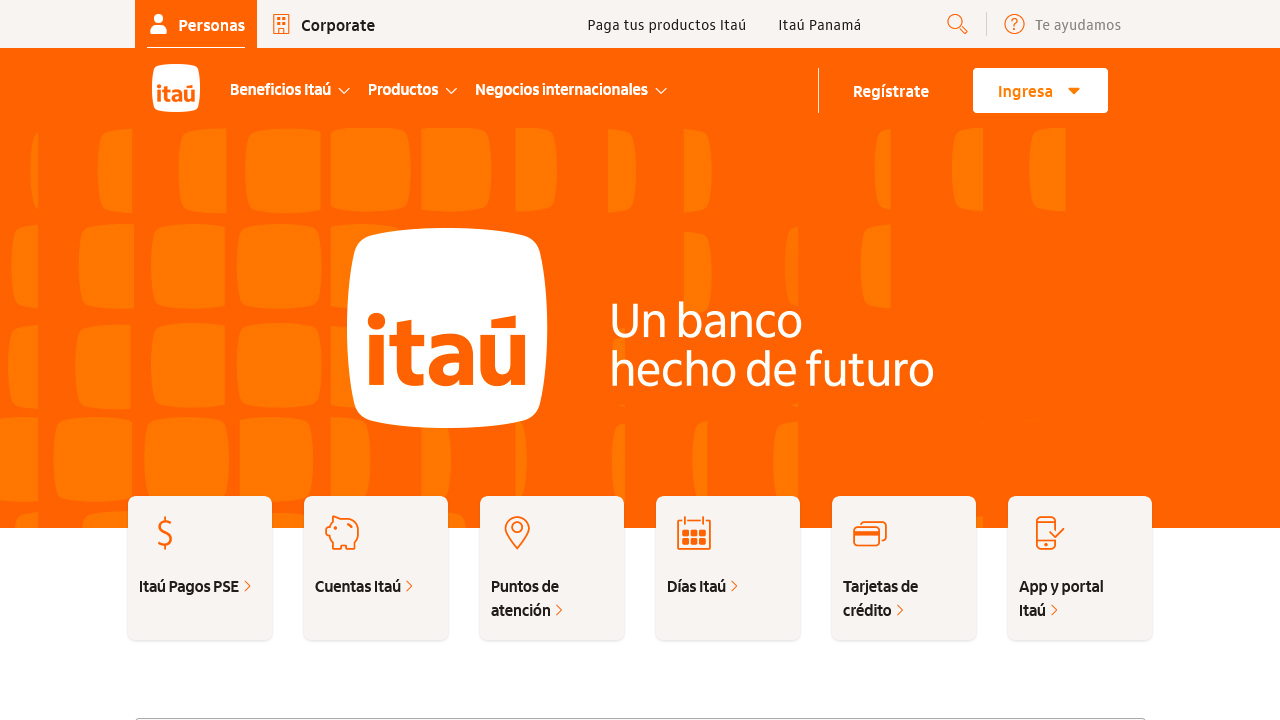 Personas
Corporate
Paga tus productos Itaú
Itaú Panamá
Te ayudamos
itaú
Beneficios Itaú
Productos
Negocios internacionales
Regístrate
Ingresa
itaú
Un banco
hecho de futuro
Itaú Pagos PSE
Cuentas Itaú
Puntos de
atención
Días Itaú
Tarjetas de
crédito
App y portal
Itaú